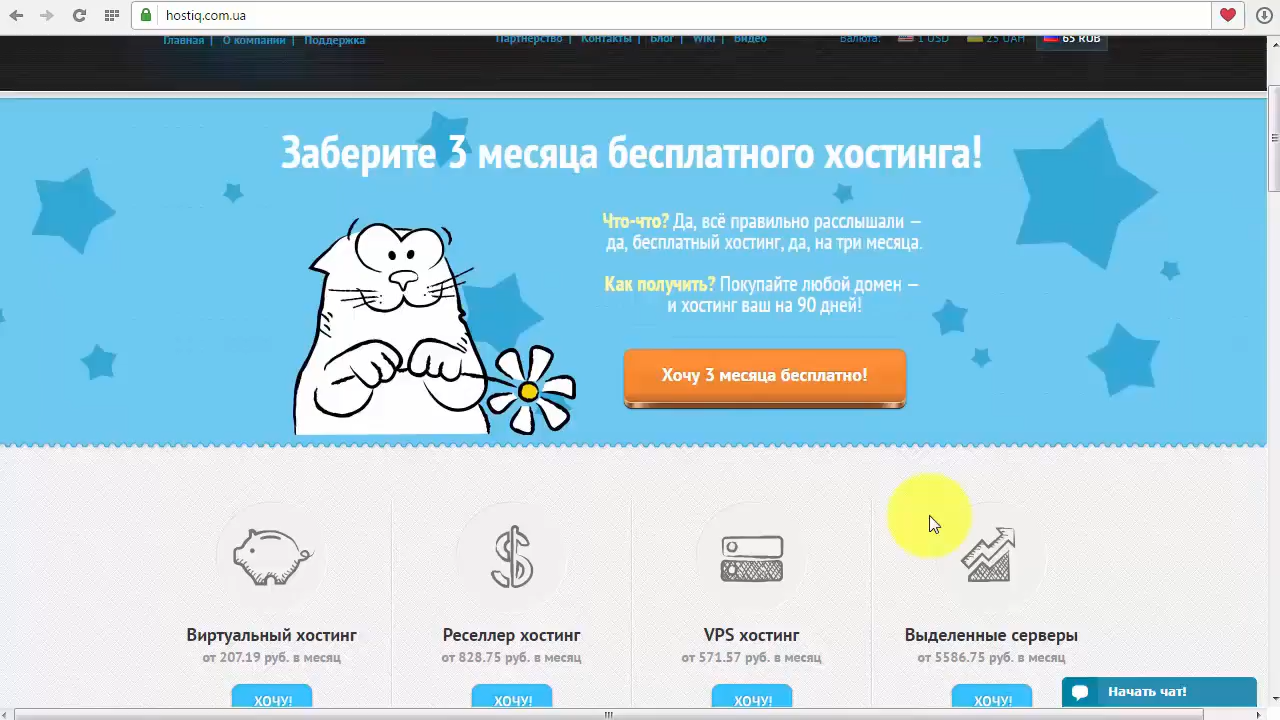 hostiq.com.ua
Главная | О компании | Поддержка
Партнерство | Контакты | Блог | Wiki | Видео
Валюта: 1 USD 25 UAH 65 RUB
Заберите 3 месяца бесплатного хостинга!
Что-что? Да, всё правильно расслышали —
да, бесплатный хостинг, да, на три месяца.
Как получить? Покупайте любой домен —
и хостинг ваш на 90 дней!
Хочу 3 месяца бесплатно!
Виртуальный хостинг
от 207.19 руб. в месяц
ХОЧУ!
Реселлер хостинг
от 828.75 руб. в месяц
ХОЧУ!
VPS хостинг
от 571.57 руб. в месяц
ХОЧУ!
Выделенные серверы
от 5586.75 руб. в месяц
ХОЧУ!
Начать чат!